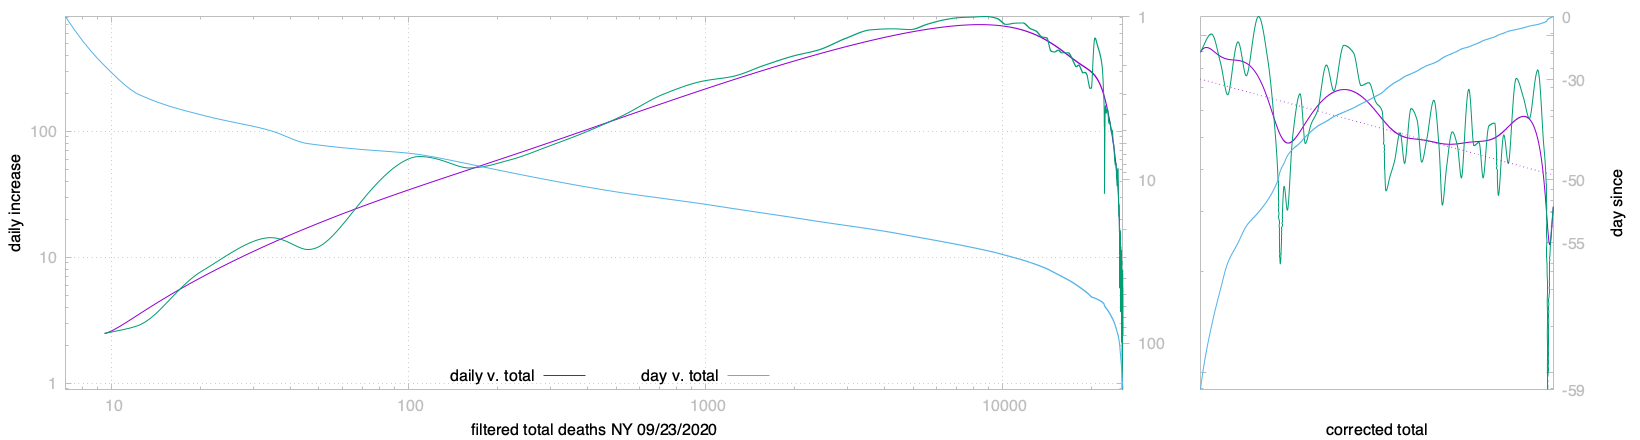 1
0
100
-30
10
-50
-55
10
100
1
-59
daily increase
day since
daily v. total
day v. total
10
100
1000
10000
filtered total deaths NY 09/23/2020
corrected total